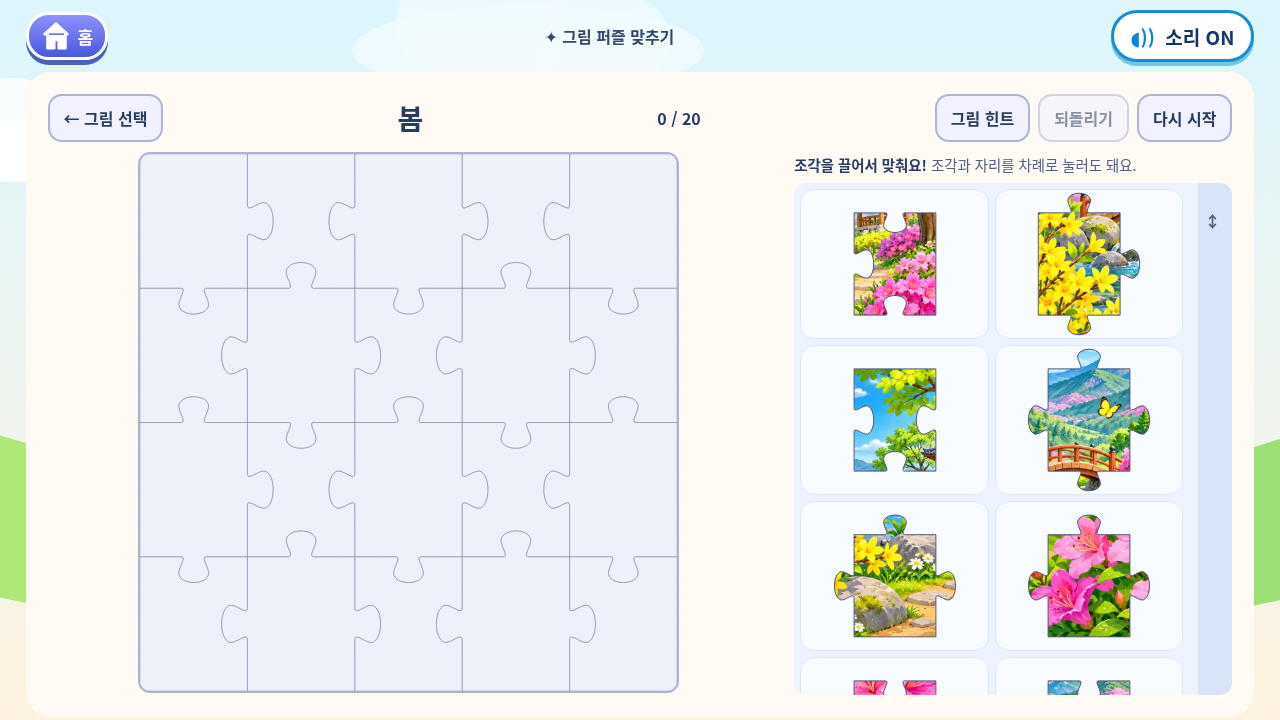 홈
✦ 그림 퍼즐 맞추기
소리 ON
← 그림 선택
봄
0 / 20
그림 힌트
되돌리기
다시 시작
조각을 끌어서 맞춰요! 조각과 자리를 차례로 눌러도 돼요.